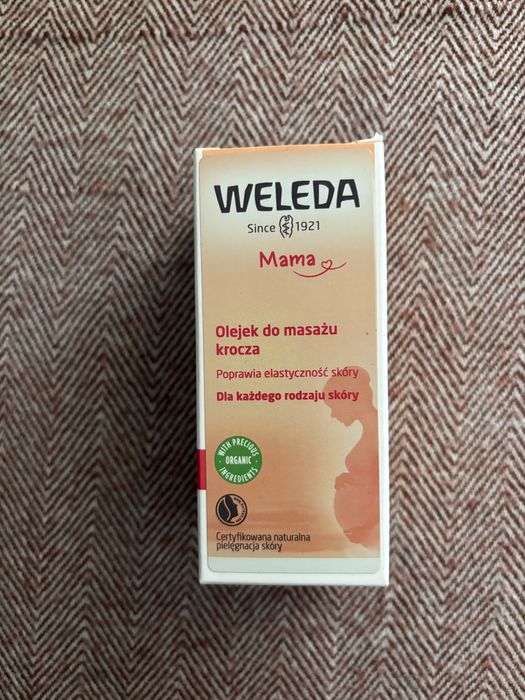 WELEDA
Since 1921
Mama
Olejek do masażu
krocza
Poprawia elastyczność skóry
Dla każdego rodzaju skóry
WITH PRECIOUS
· ORGANIC ·
INGREDIENTS
Certyfikowana naturalna
pielęgnacja skóry